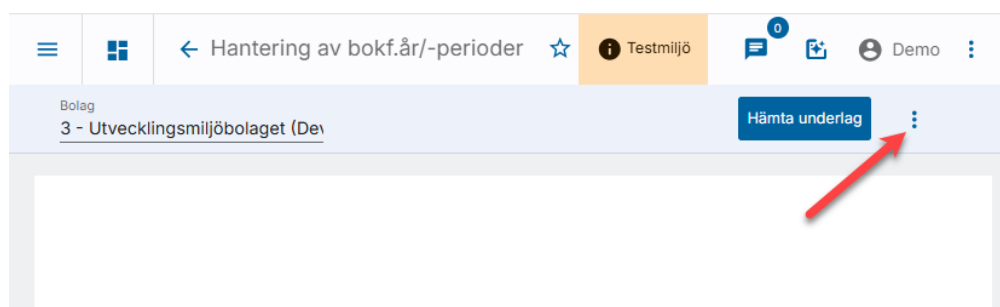 Hantering av bokf.år/-perioder
Testmiljö
0
Demo
Bolag
3 - Utvecklingsmiljöbolaget (Dev
Hämta underlag